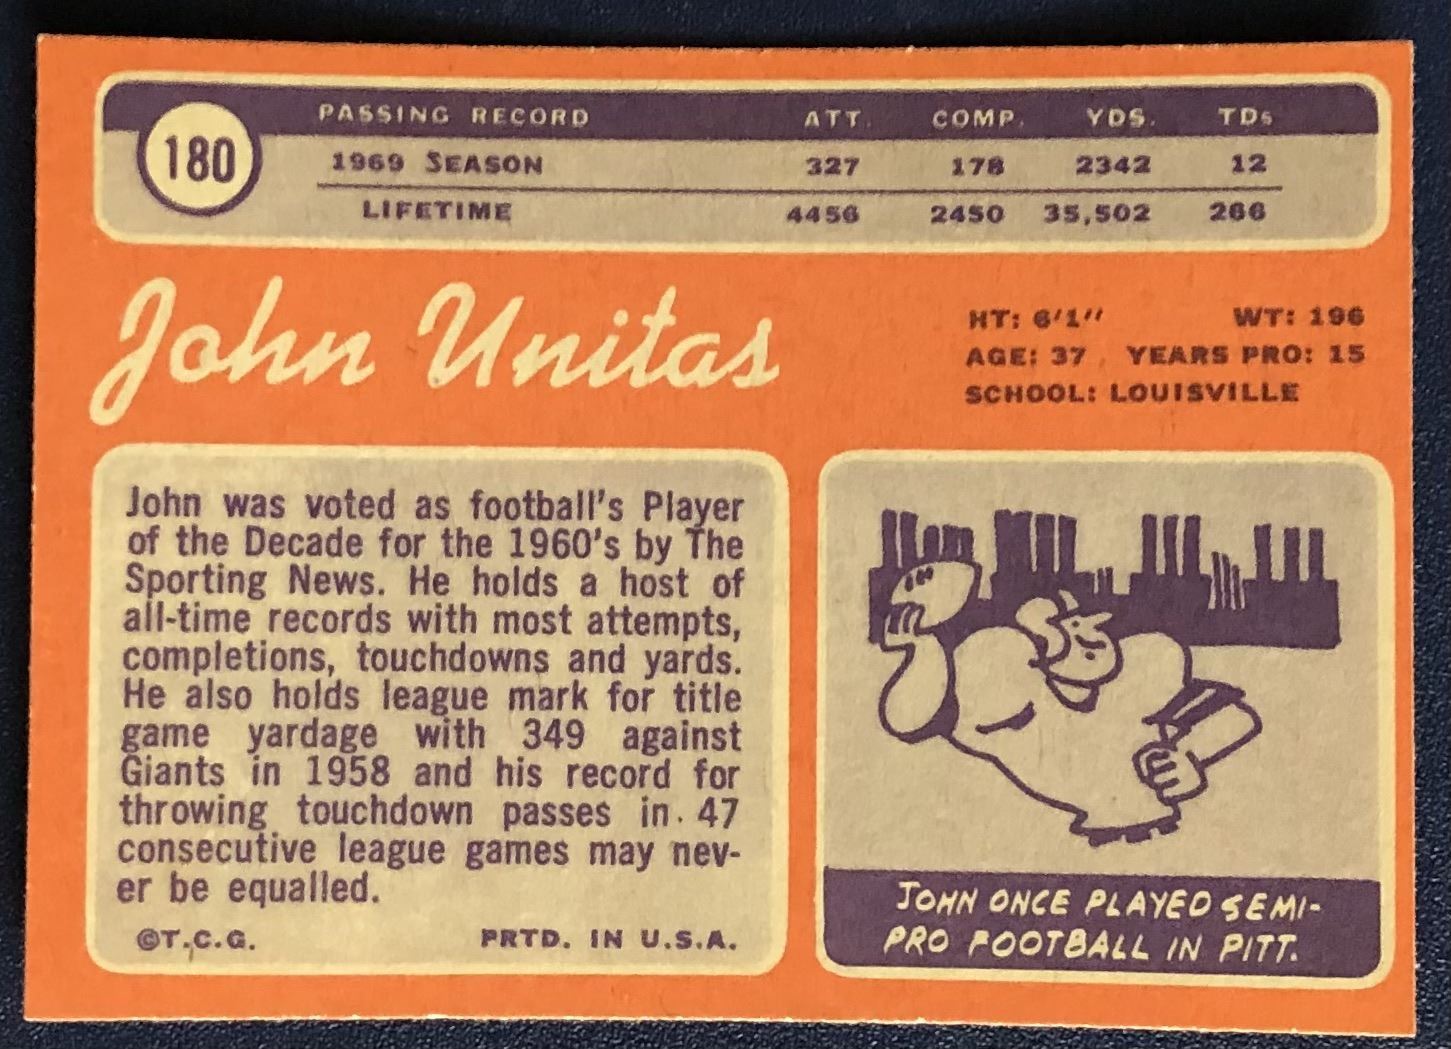 180
PASSING RECORD ATT. COMP. YDS. TDs
1969 SEASON 327 178 2342 12
LIFETIME 4456 2450 35,502 266
John Unitas
HT: 6'1" WT: 196
AGE: 37 YEARS PRO: 15
SCHOOL: LOUISVILLE
John was voted as football's Player
of the Decade for the 1960's by The
Sporting News. He holds a host of
all-time records with most attempts,
completions, touchdowns and yards.
He also holds league mark for title
game yardage with 349 against
Giants in 1958 and his record for
throwing touchdown passes in 47
consecutive league games may nev-
er be equalled.
©T.C.G. PRTD. IN U.S.A.
JOHN ONCE PLAYED SEMI-
PRO FOOTBALL IN PITT.